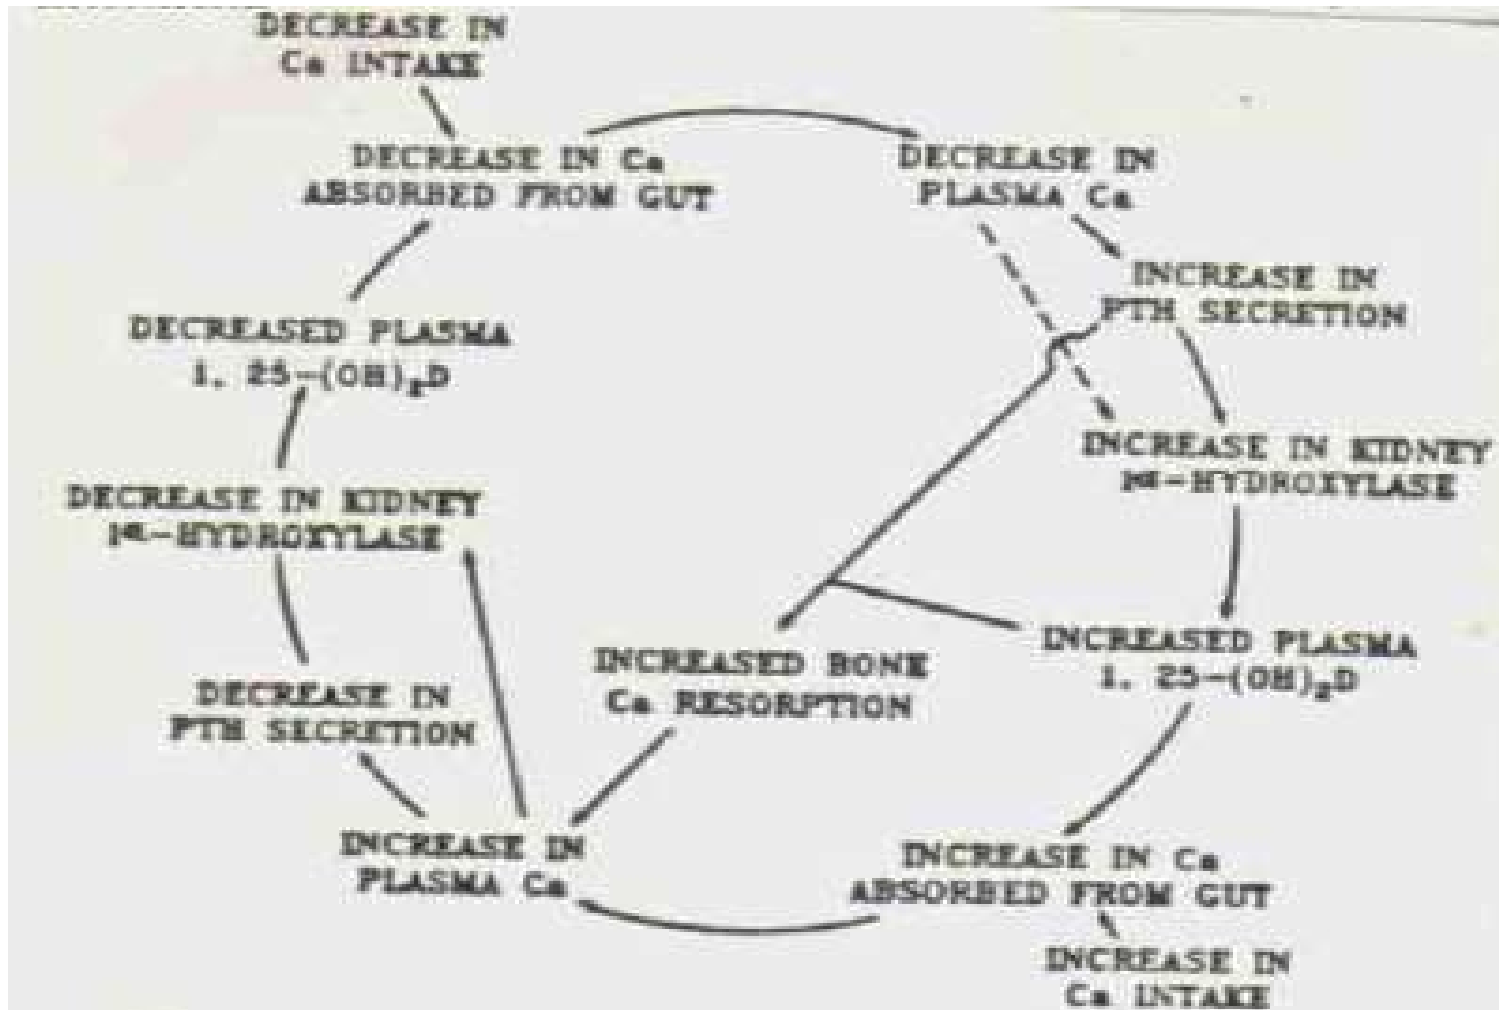 DECREASE IN
Ca INTAKE
DECREASE IN Ca
ABSORBED FROM GUT
DECREASE IN
PLASMA Ca
INCREASE IN
PTH SECRETION
DECREASED PLASMA
1, 25-(OH)₂D
INCREASE IN KIDNEY
1α-HYDROXYLASE
DECREASE IN KIDNEY
1α-HYDROXYLASE
INCREASED BONE
Ca RESORPTION
INCREASED PLASMA
1, 25-(OH)₂D
DECREASE IN
PTH SECRETION
INCREASE IN
PLASMA Ca
INCREASE IN Ca
ABSORBED FROM GUT
INCREASE IN
Ca INTAKE